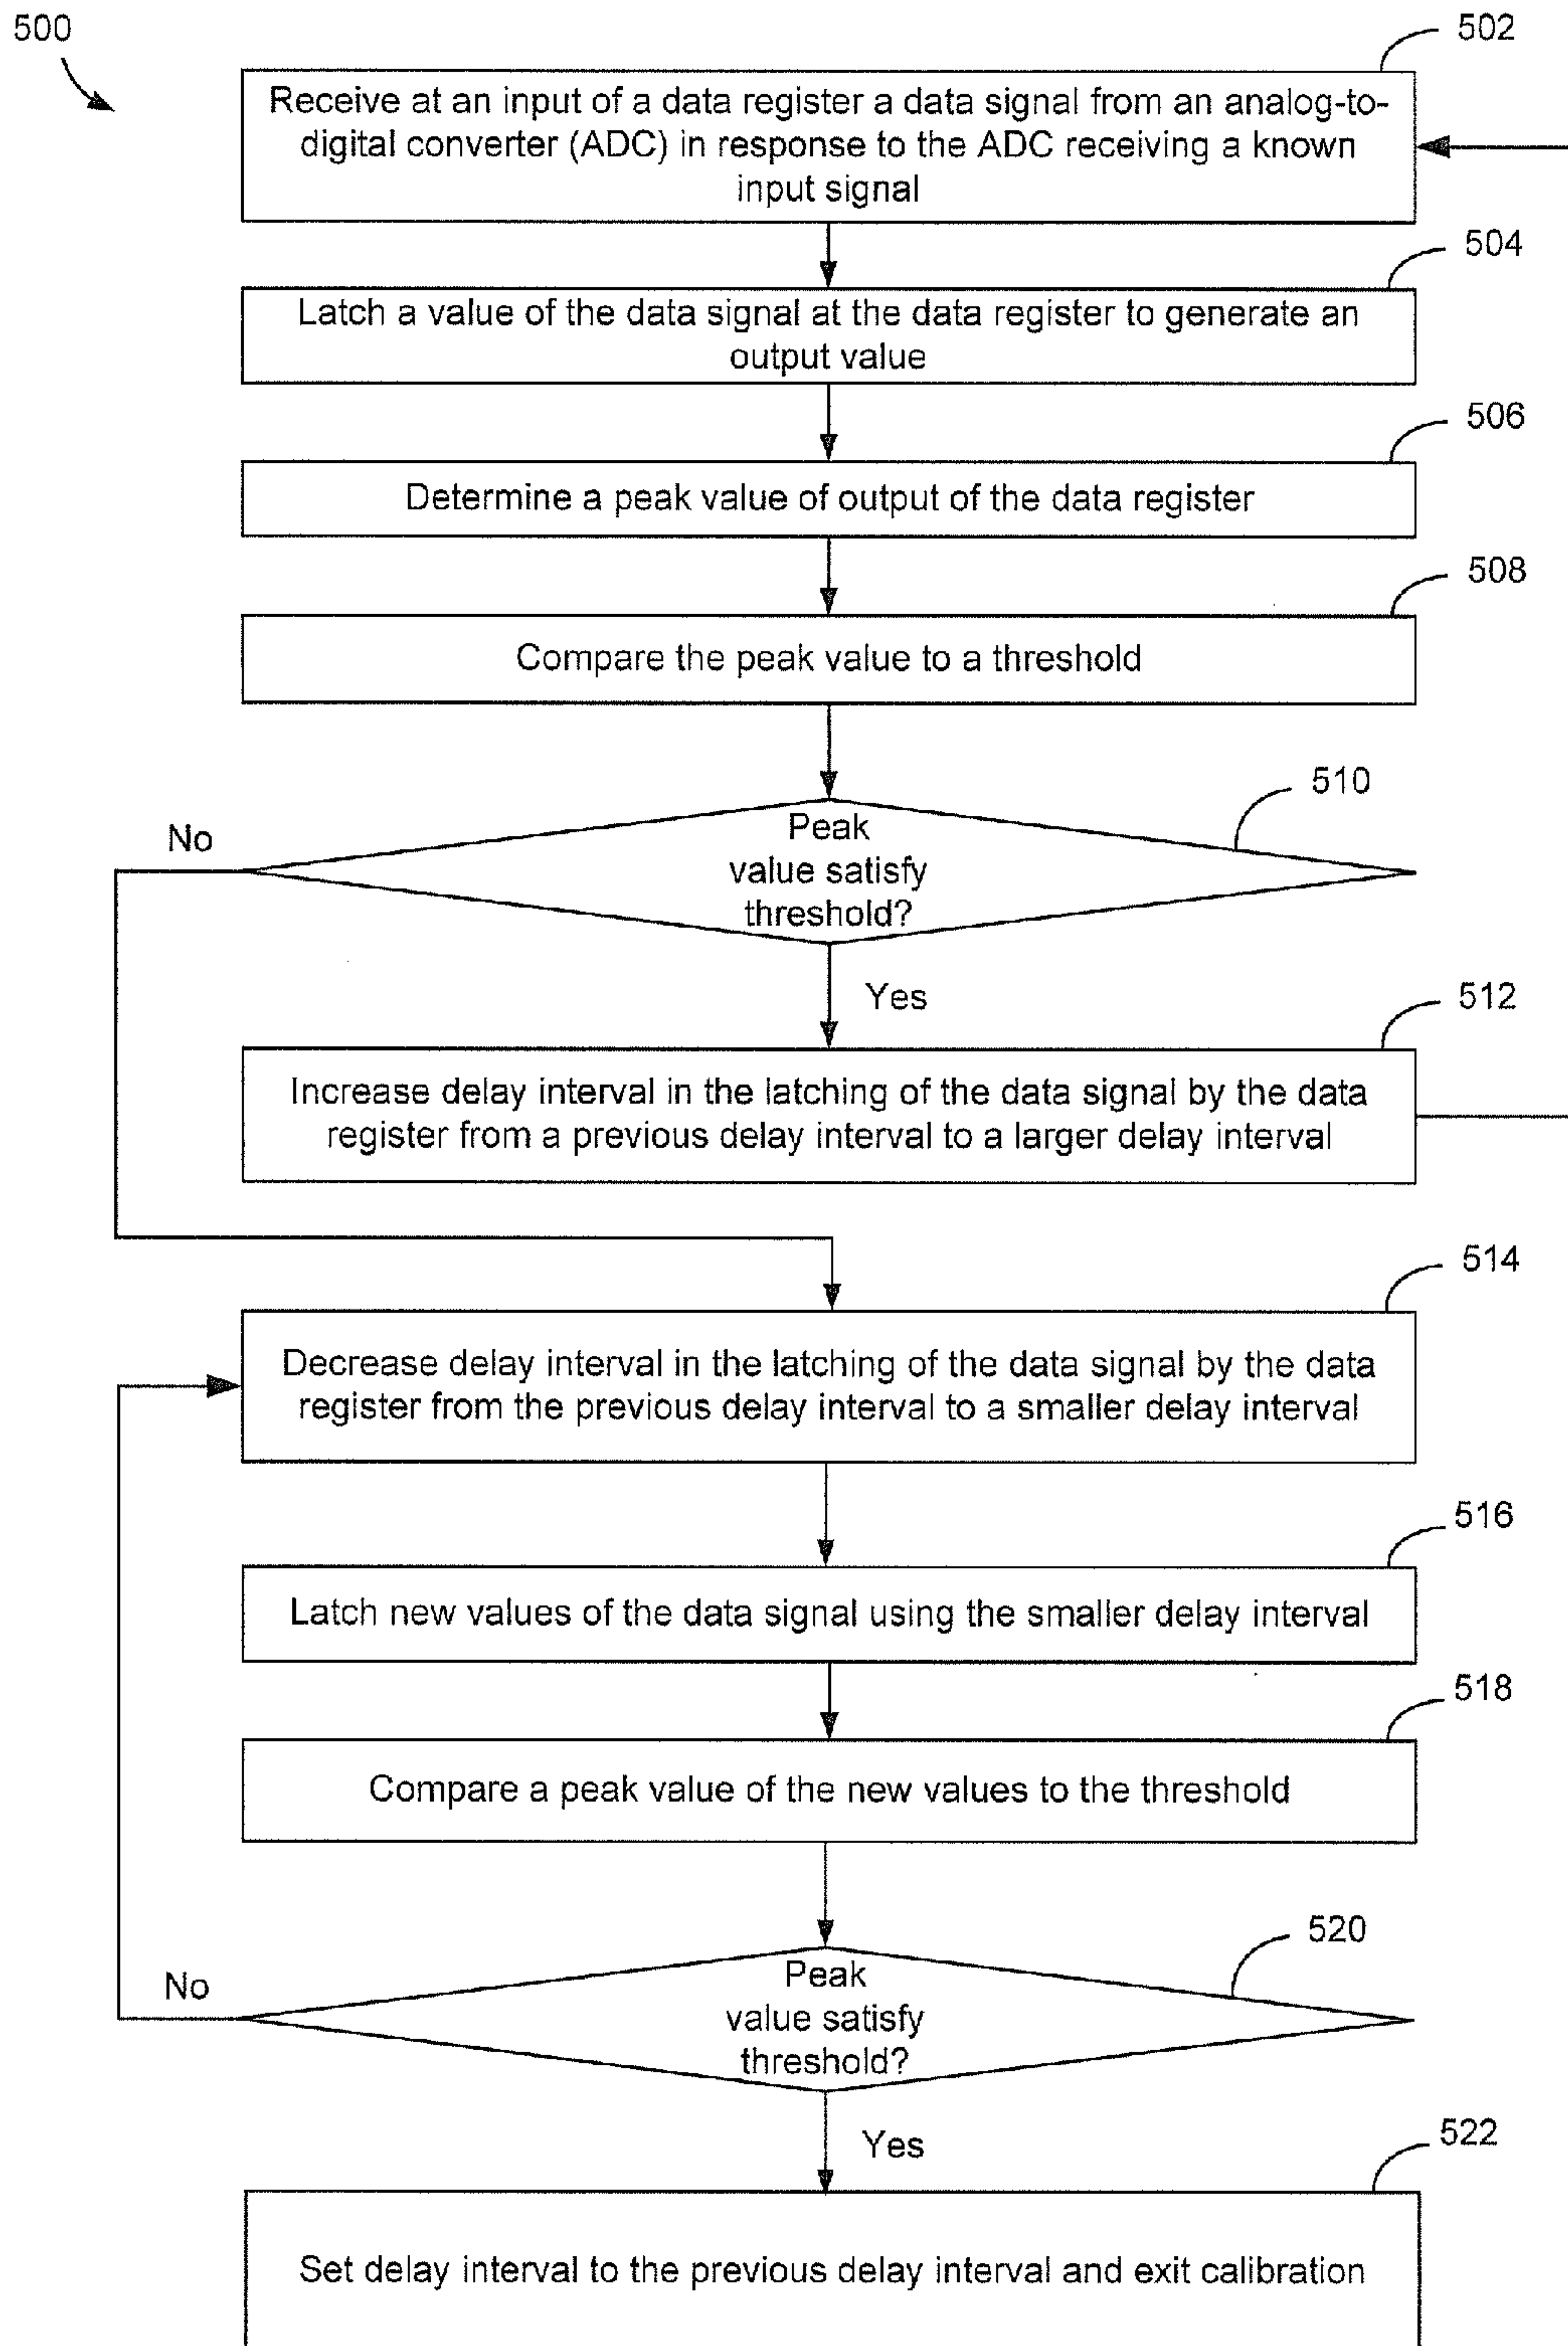 500
502
Receive at an input of a data register a data signal from an analog-to-
digital converter (ADC) in response to the ADC receiving a known
input signal
504
Latch a value of the data signal at the data register to generate an
output value
506
Determine a peak value of output of the data register
508
Compare the peak value to a threshold
510
No
Peak
value satisfy
threshold?
Yes
512
Increase delay interval in the latching of the data signal by the data
register from a previous delay interval to a larger delay interval
514
Decrease delay interval in the latching of the data signal by the data
register from the previous delay interval to a smaller delay interval
516
Latch new values of the data signal using the smaller delay interval
518
Compare a peak value of the new values to the threshold
520
No
Peak
value satisfy
threshold?
Yes
522
Set delay interval to the previous delay interval and exit calibration